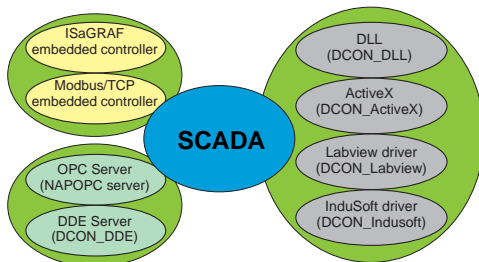 ISaGRAF
embedded controller
Modbus/TCP
embedded controller
OPC Server
(NAPOPC server)
DDE Server
(DCON_DDE)
SCADA
DLL
(DCON_DLL)
ActiveX
(DCON_ActiveX)
Labview driver
(DCON_Labview)
InduSoft driver
(DCON_Indusoft)